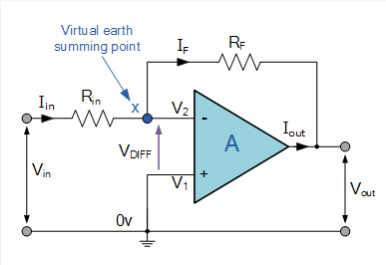 Virtual earth
summing point
IF
RF
Iin
Rin
X
V2
-
A
Iout
VDIFF
Vin
V1
+
Vout
0v